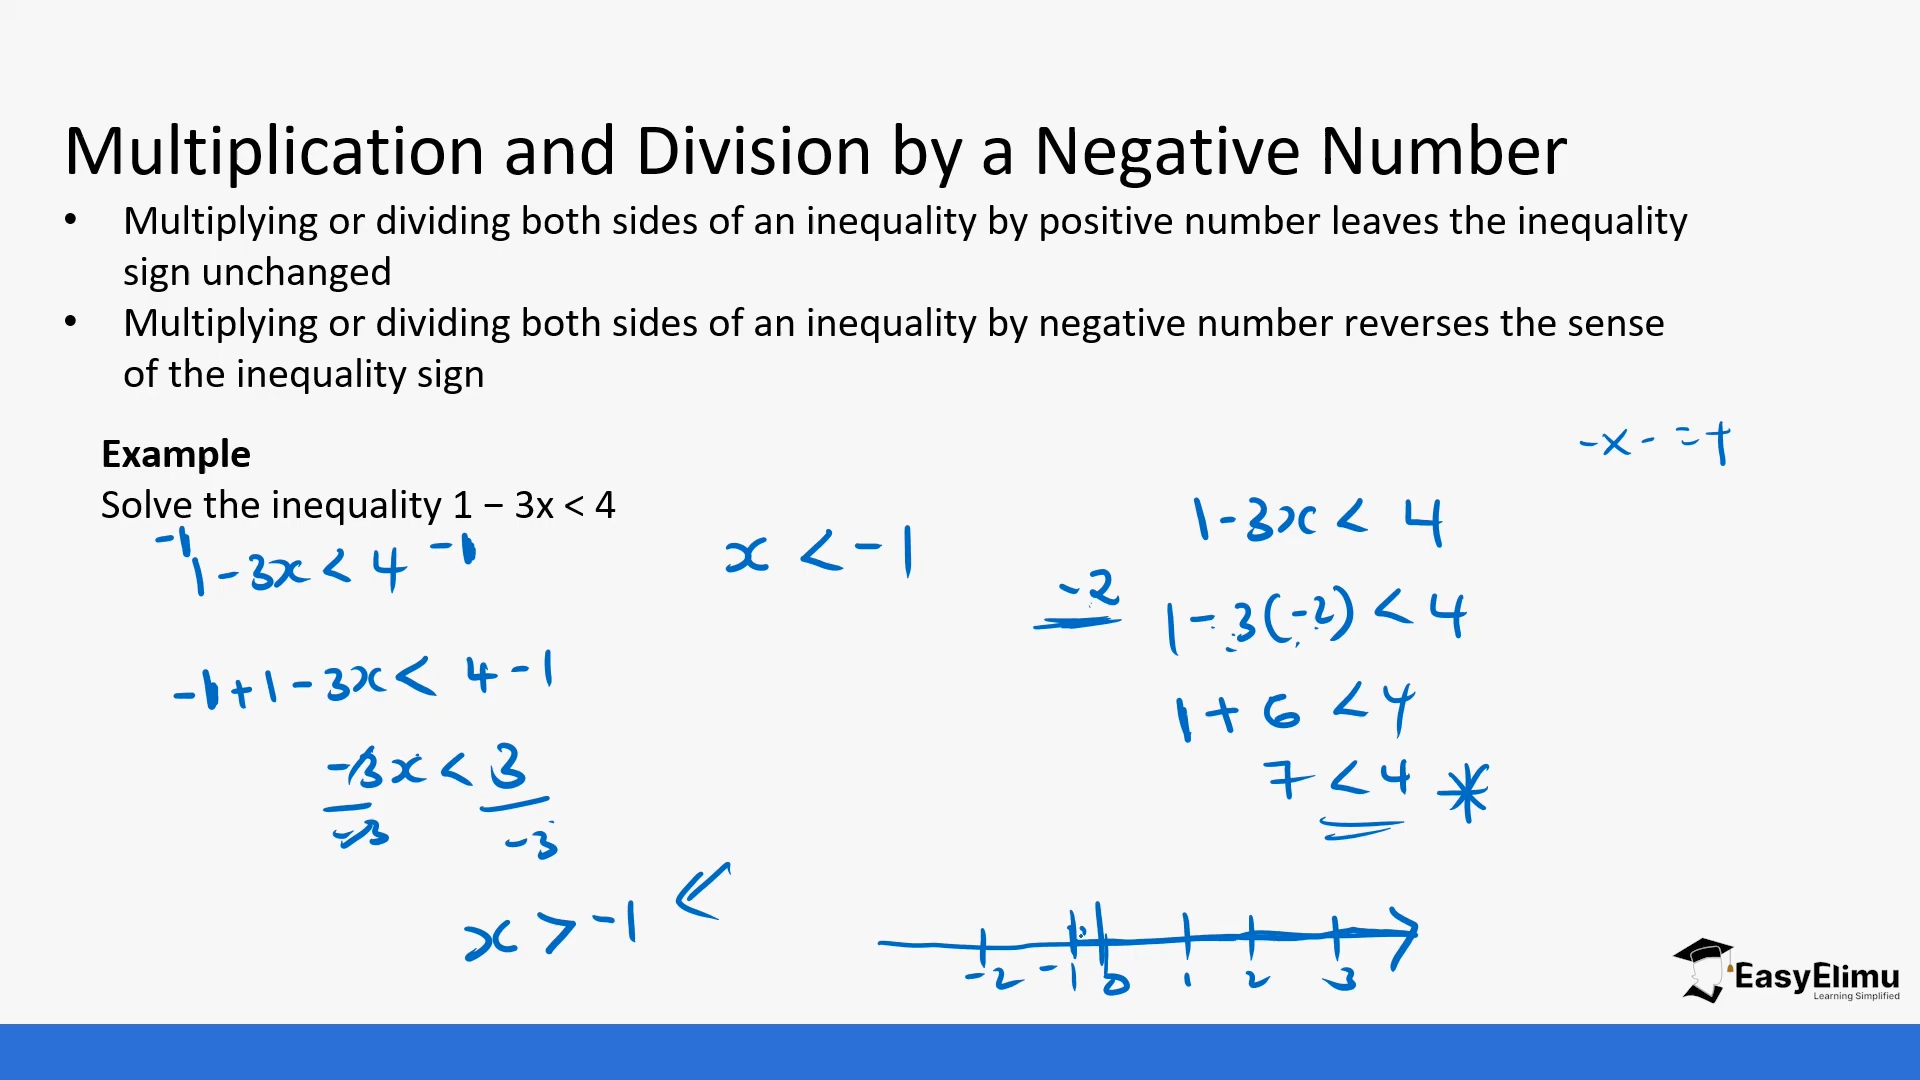 Multiplication and Division by a Negative Number
• Multiplying or dividing both sides of an inequality by positive number leaves the inequality
sign unchanged
• Multiplying or dividing both sides of an inequality by negative number reverses the sense
of the inequality sign
Example
Solve the inequality 1 − 3x < 4
-1 1 - 3x < 4 -1
-1 + 1 - 3x < 4 - 1
-3x < 3
-3 -3
x > -1 <
x < -1
-x- = +
1 - 3x < 4
-2 1 - 3(-2) < 4
1 + 6 < 4
7 < 4 *
-2 -1 0 1 2 3
EasyElimu
Learning Simplified